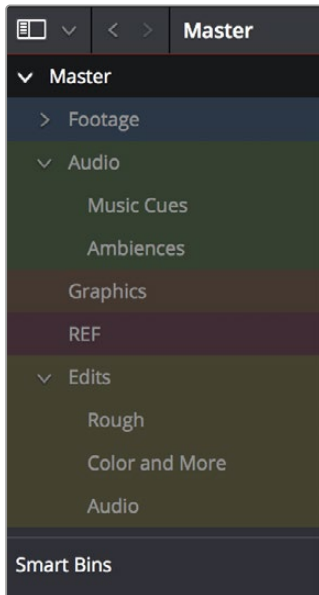 Master
Master
Footage
Audio
Music Cues
Ambiences
Graphics
REF
Edits
Rough
Color and More
Audio
Smart Bins